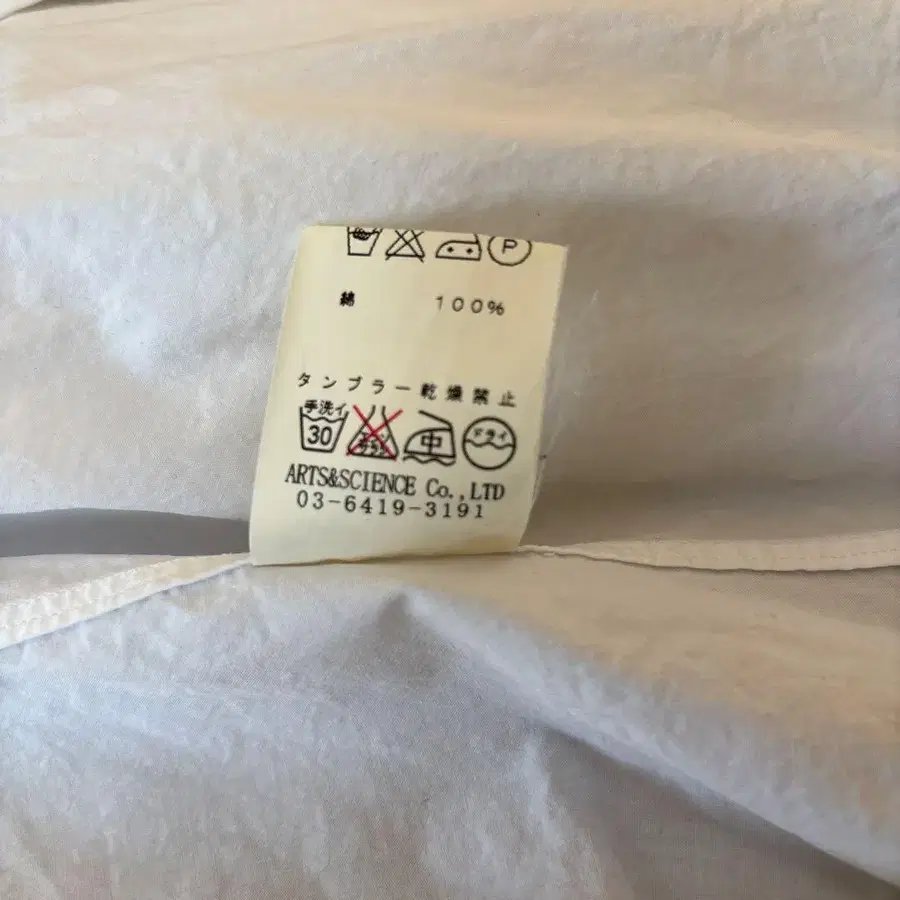 P
綿 100%
タンブラー乾燥禁止
手洗イ 30 中 ドライ
ARTS&SCIENCE Co.,LTD
03-6419-3191